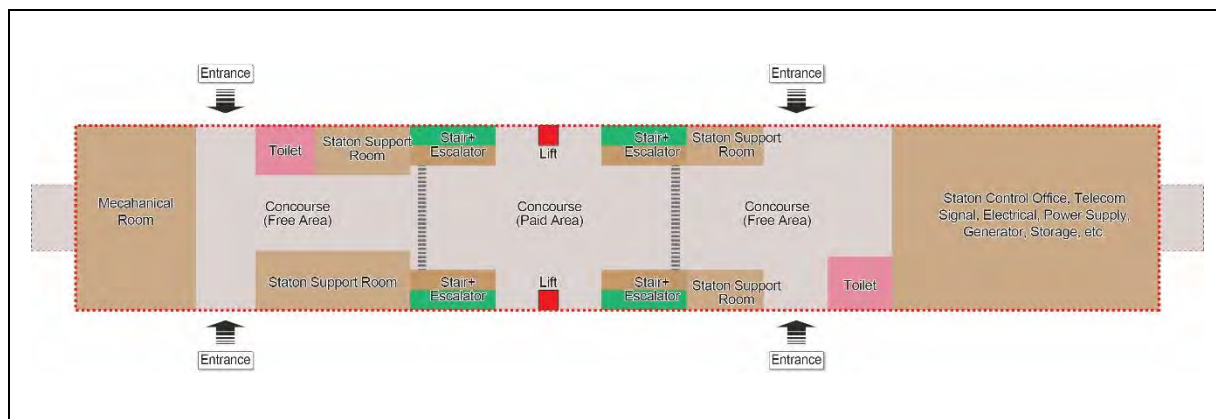 Entrance
Entrance
Toilet
Staton Support
Room
Stair+
Escalator
Lift
Stair+
Escalator
Staton Support
Room
Mecahanical
Room
Concourse
(Free Area)
Concourse
(Paid Area)
Concourse
(Free Area)
Staton Control Office, Telecom
Signal, Electrical, Power Supply,
Generator, Storage, etc
Staton Support Room
Stair+
Escalator
Lift
Stair+
Escalator
Staton Support
Room
Toilet
Entrance
Entrance